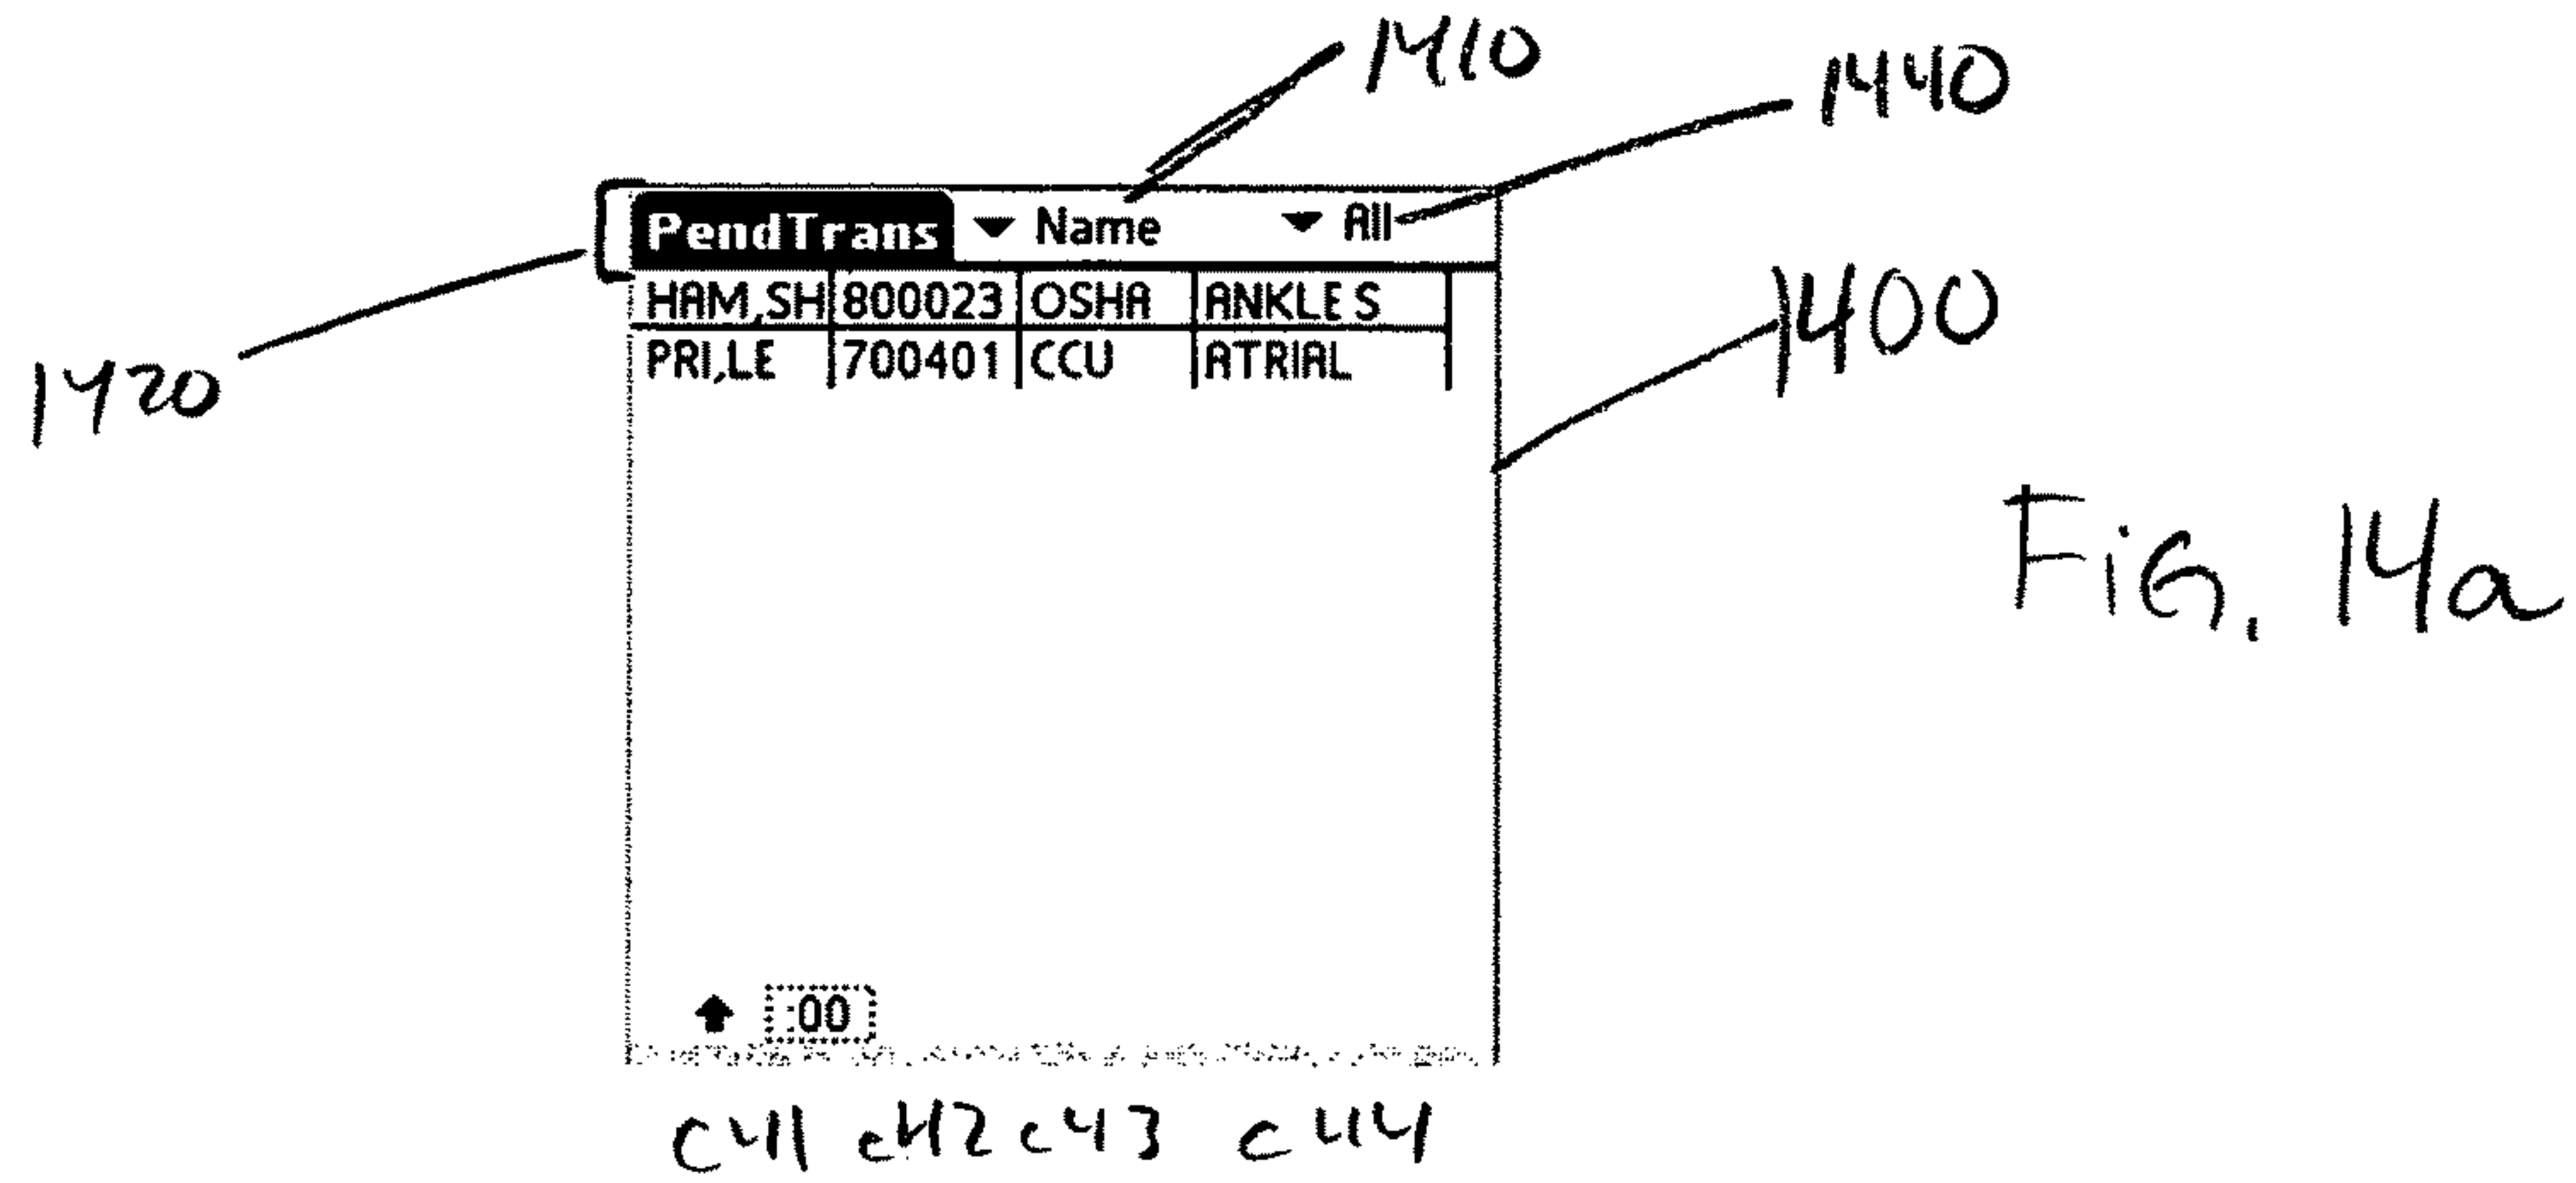 1410
1440
PendTrans Name All
HAM,SH 800023 OSHA ANKLE S
1400
PRI,LE 700401 CCU ATRIAL
1420
FiG. 14a
:00
C41 C42 C43 C44